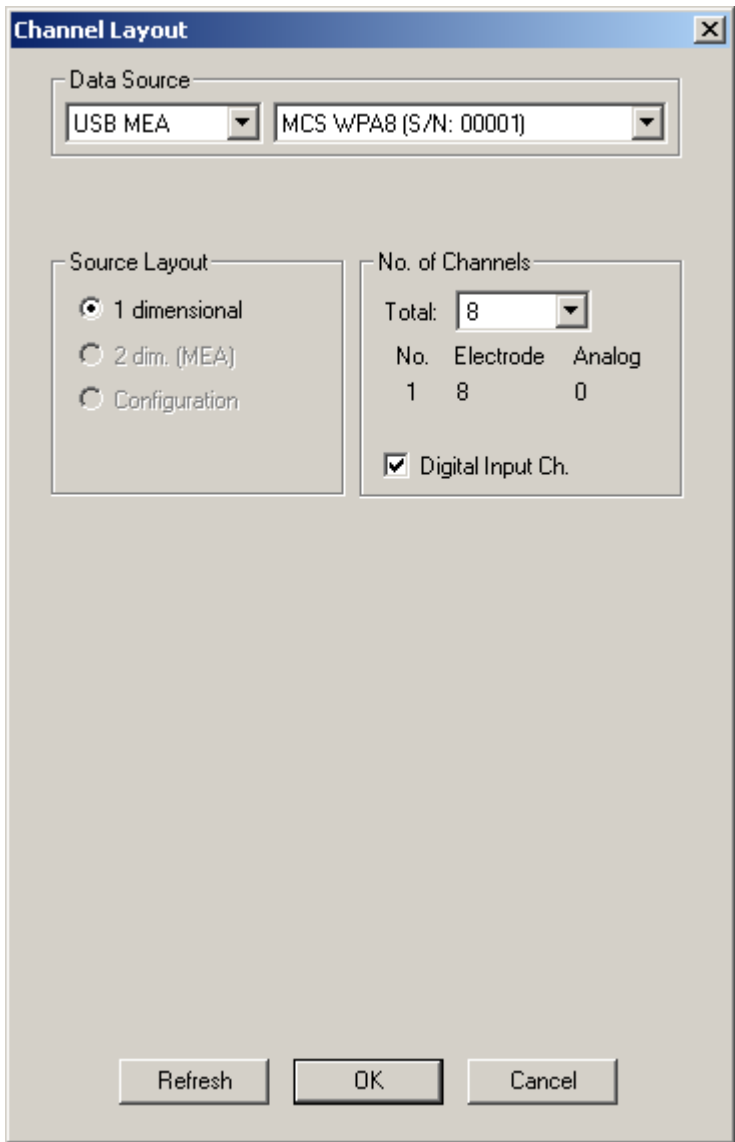 Channel Layout
Data Source
USB MEA MCS WPA8 (S/N: 00001)
Source Layout
1 dimensional
2 dim. (MEA)
Configuration
No. of Channels
Total: 8
No. Electrode Analog
1 8 0
Digital Input Ch.
Refresh OK Cancel